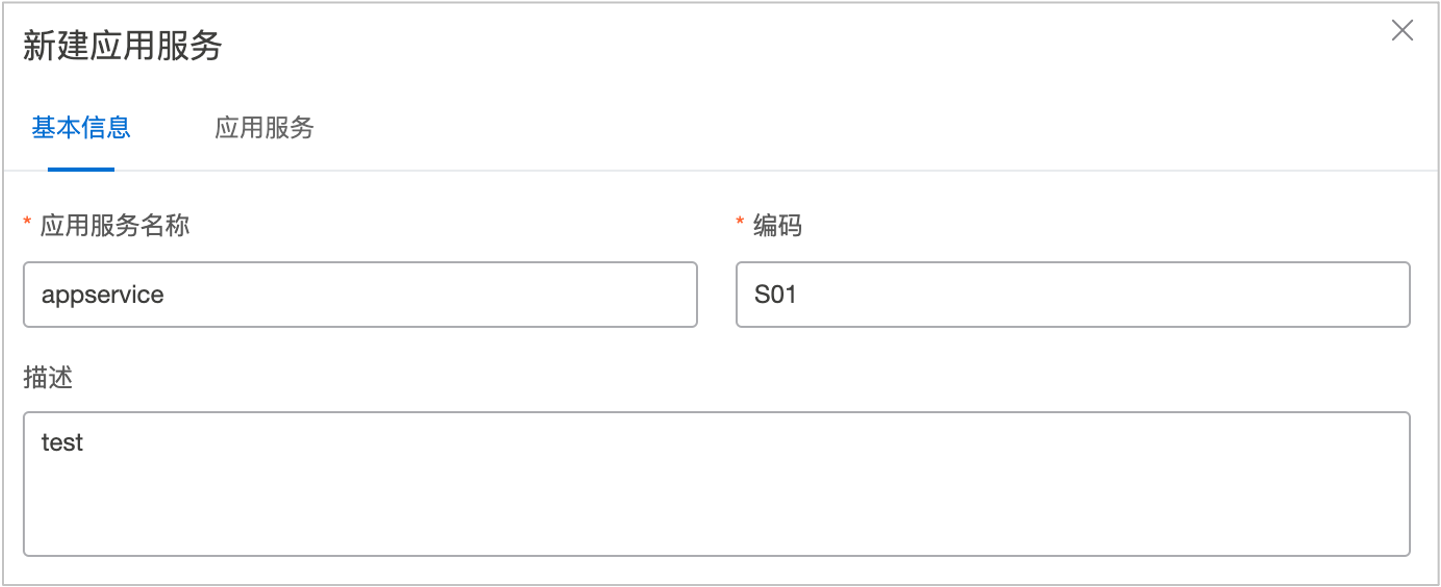 新建应用服务
基本信息 应用服务
* 应用服务名称 * 编码
appservice S01
描述
test